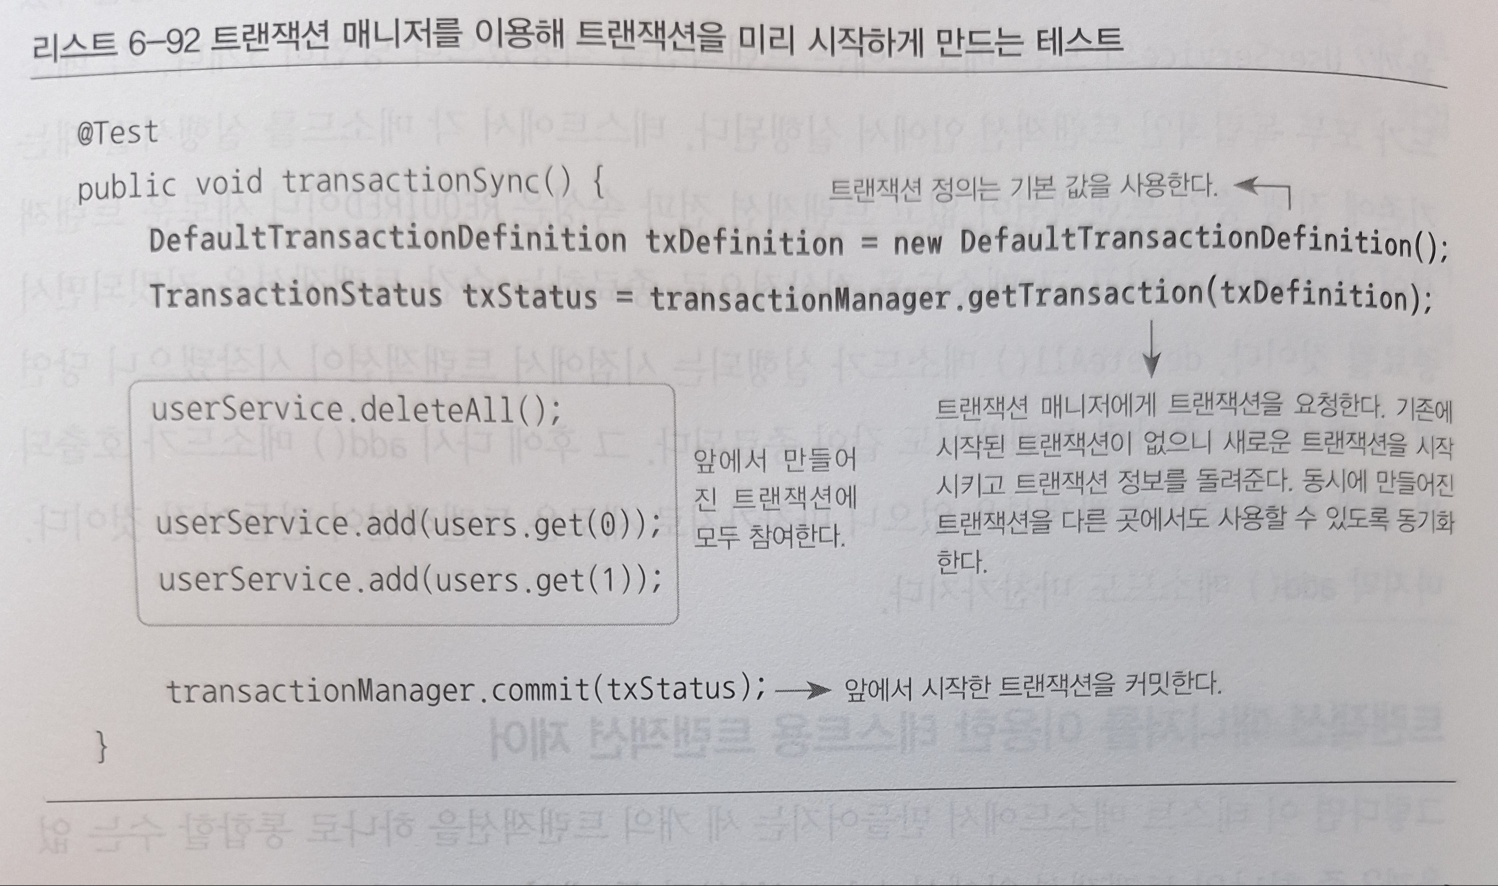 리스트 6-92 트랜잭션 매니저를 이용해 트랜잭션을 미리 시작하게 만드는 테스트
@Test
public void transactionSync() {
트랜잭션 정의는 기본 값을 사용한다.
DefaultTransactionDefinition txDefinition = new DefaultTransactionDefinition();
TransactionStatus txStatus = transactionManager.getTransaction(txDefinition);
userService.deleteAll();
userService.add(users.get(0));
userService.add(users.get(1));
앞에서 만들어
진 트랜잭션에
모두 참여한다.
트랜잭션 매니저에게 트랜잭션을 요청한다. 기존에
시작된 트랜잭션이 없으니 새로운 트랜잭션을 시작
시키고 트랜잭션 정보를 돌려준다. 동시에 만들어진
트랜잭션을 다른 곳에서도 사용할 수 있도록 동기화
한다.
transactionManager.commit(txStatus);
앞에서 시작한 트랜잭션을 커밋한다.
}